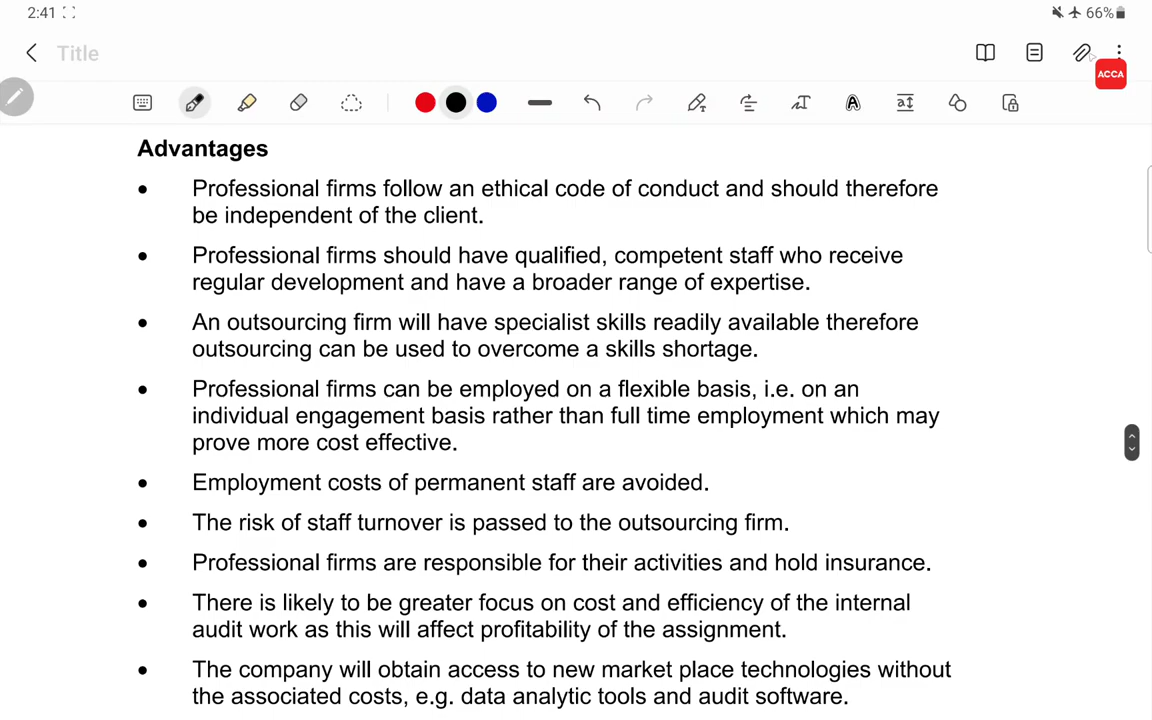 2:41
66%
Title
ACCA
Advantages
• Professional firms follow an ethical code of conduct and should therefore
be independent of the client.
• Professional firms should have qualified, competent staff who receive
regular development and have a broader range of expertise.
• An outsourcing firm will have specialist skills readily available therefore
outsourcing can be used to overcome a skills shortage.
• Professional firms can be employed on a flexible basis, i.e. on an
individual engagement basis rather than full time employment which may
prove more cost effective.
• Employment costs of permanent staff are avoided.
• The risk of staff turnover is passed to the outsourcing firm.
• Professional firms are responsible for their activities and hold insurance.
• There is likely to be greater focus on cost and efficiency of the internal
audit work as this will affect profitability of the assignment.
• The company will obtain access to new market place technologies without
the associated costs, e.g. data analytic tools and audit software.